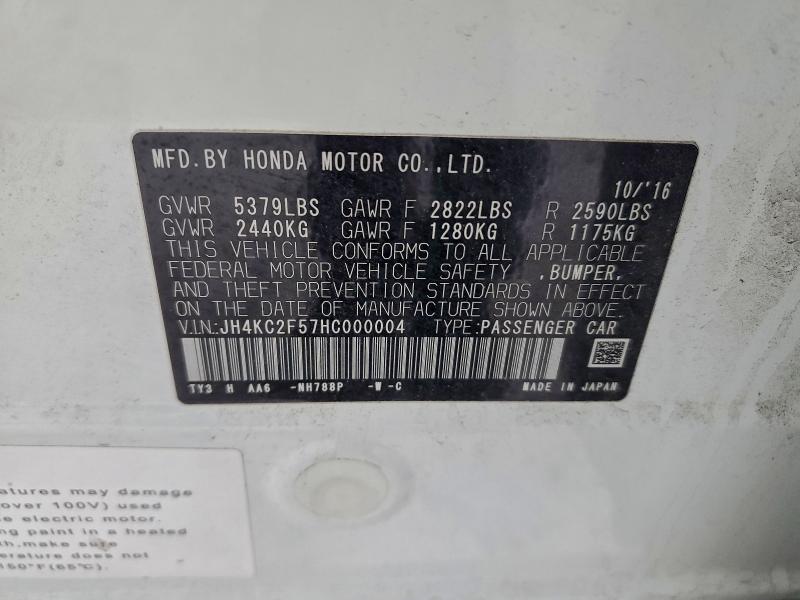 MFD.BY HONDA MOTOR CO.,LTD.
10/'16
GVWR 5379LBS GAWR F 2822LBS R 2590LBS
GVWR 2440KG GAWR F 1280KG R 1175KG
THIS VEHICLE CONFORMS TO ALL APPLICABLE
FEDERAL MOTOR VEHICLE SAFETY ,BUMPER,
AND THEFT PREVENTION STANDARDS IN EFFECT
ON THE DATE OF MANUFACTURE SHOWN ABOVE.
V.I.N.:JH4KC2F57HC000004 TYPE:PASSENGER CAR
TY3 H AA6 -NH788P -W -C MADE IN JAPAN
atures may damage
over 100V) used
e electric motor.
ng paint in a heated
th,make sure
erature does not
150°F(65℃).